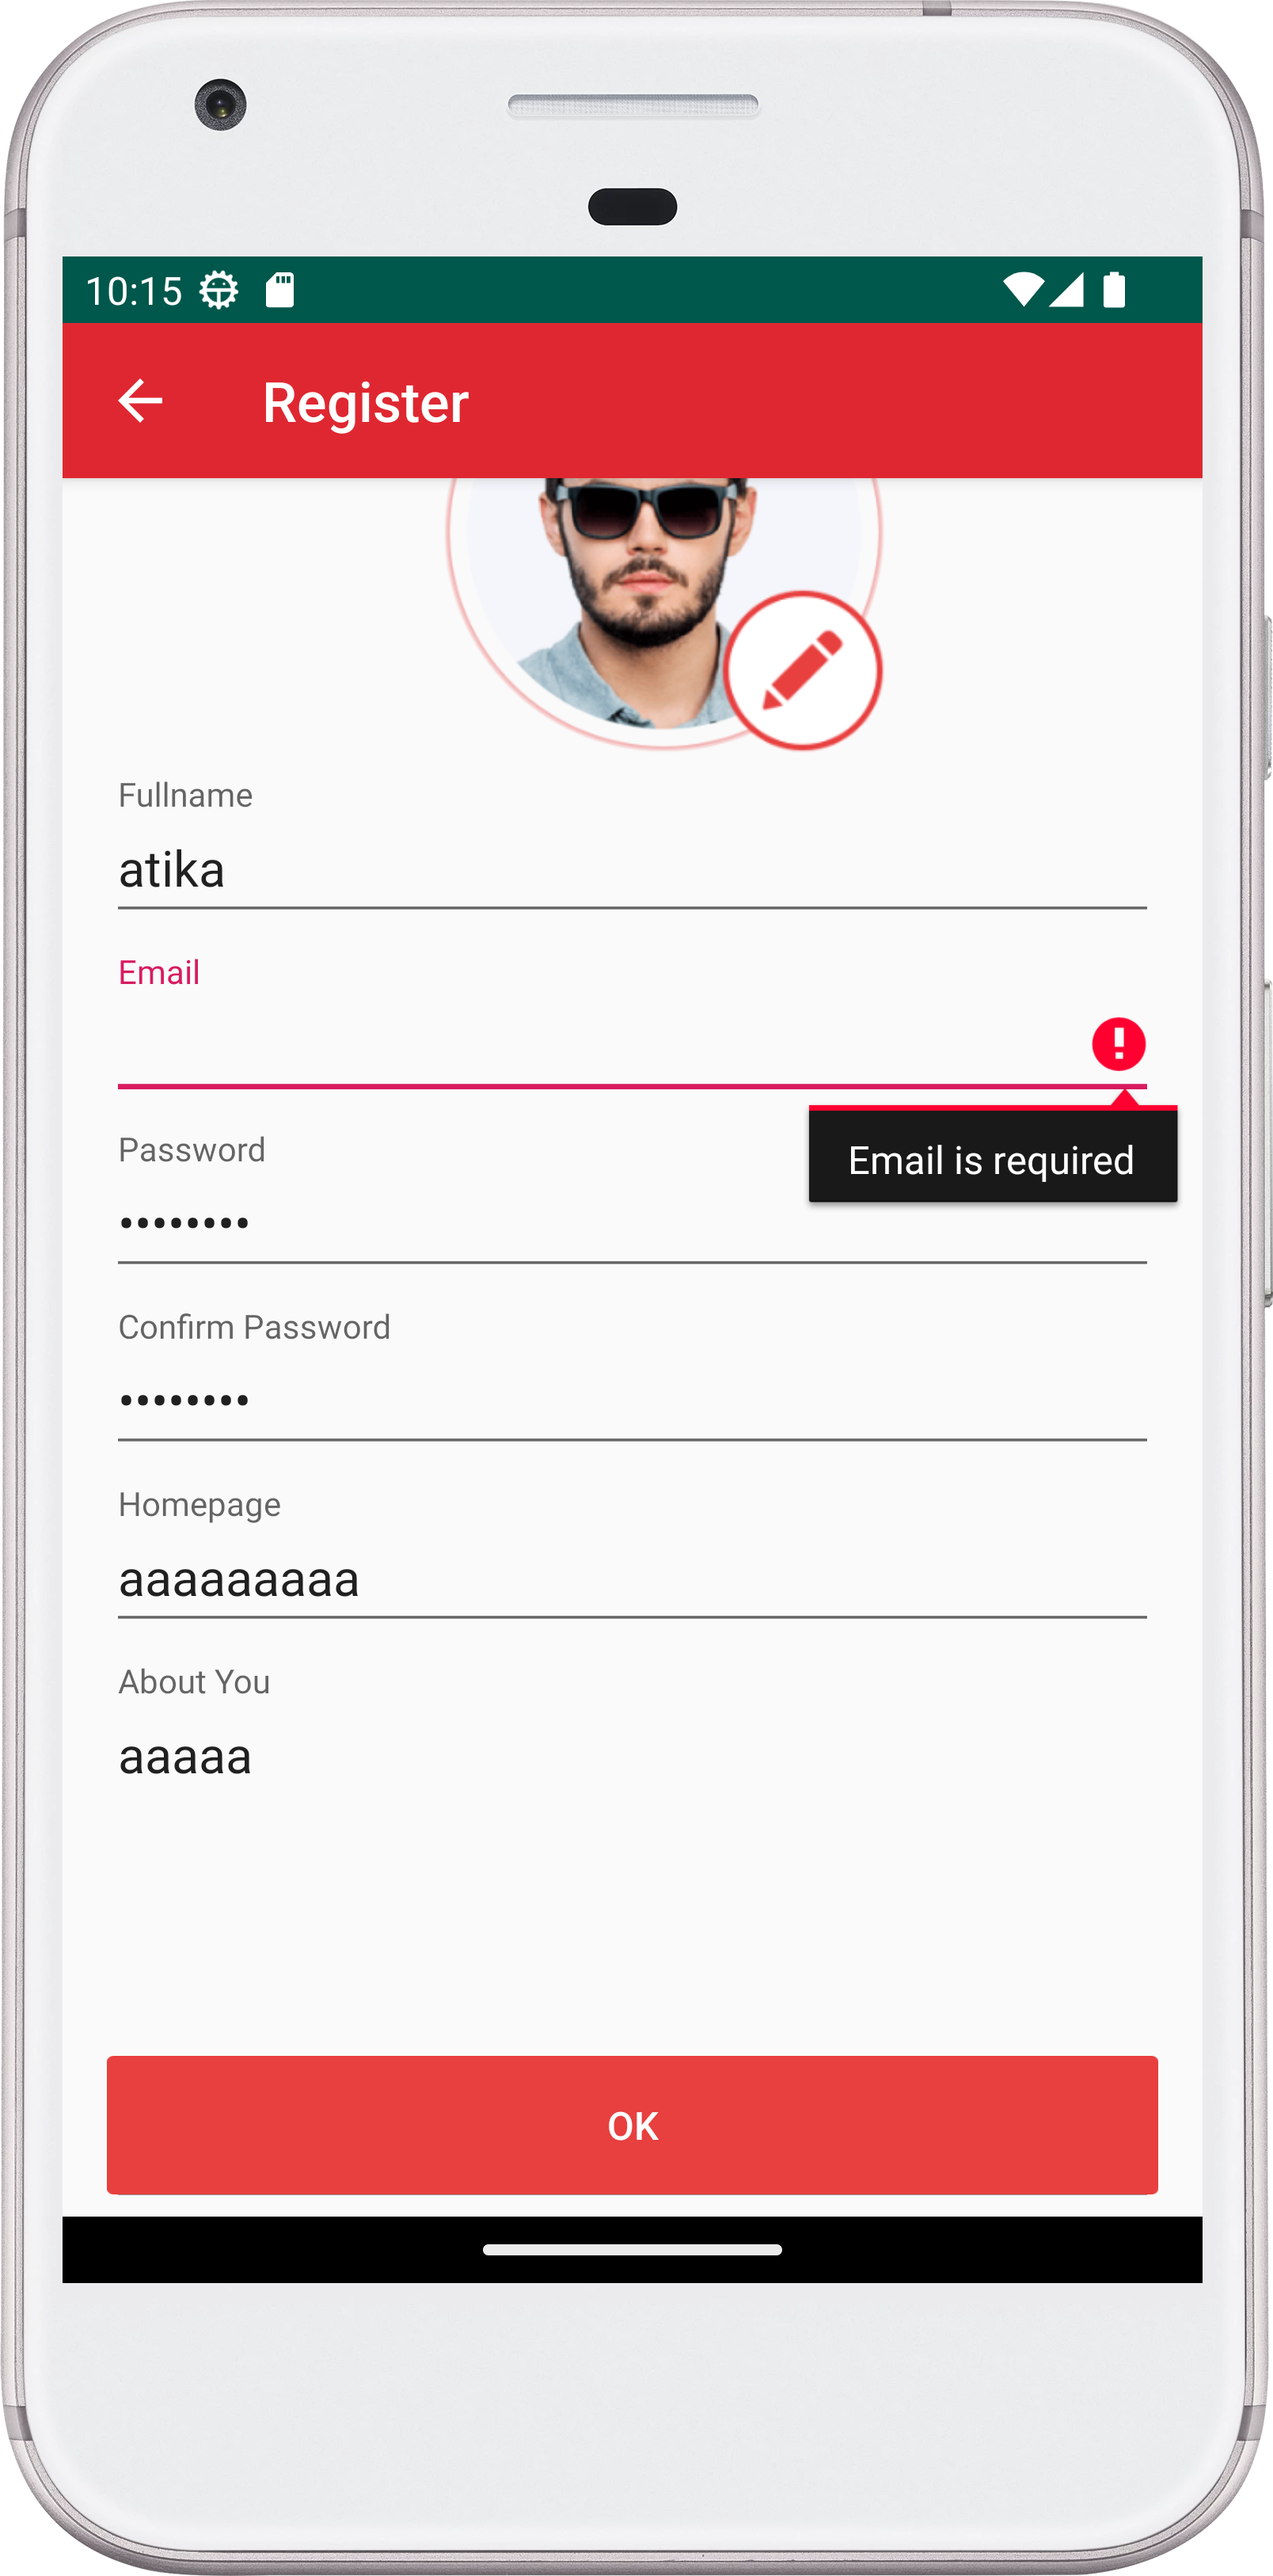 10:15
Register
Fullname
atika
Email
Email is required
Password
••••••••
Confirm Password
••••••••
Homepage
aaaaaaaaa
About You
aaaaa
OK